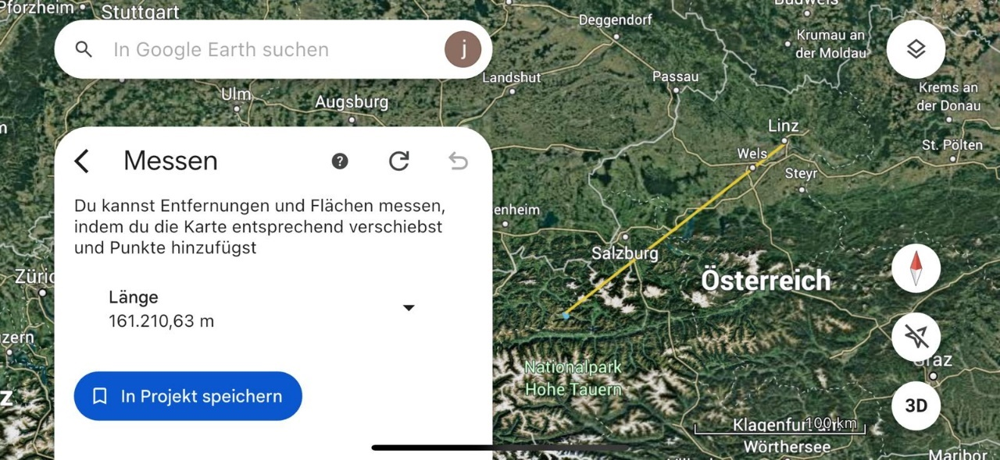 Pforzheim
Stuttgart
In Google Earth suchen
j
Deggendorf
Krumau an
der Moldau
Landshut
Passau
Krems an
der Donau
Ulm
Augsburg
Linz
St. Pölten
Wels
Steyr
Messen
?
Du kannst Entfernungen und Flächen messen,
indem du die Karte entsprechend verschiebst
und Punkte hinzufügst
enheim
Salzburg
Österreich
Züric
Länge
161.210,63 m
zern
Nationalpark
Hohe Tauern
Graz
z
In Projekt speichern
3D
100 km
Klagenfurt am
Wörthersee
Maribor